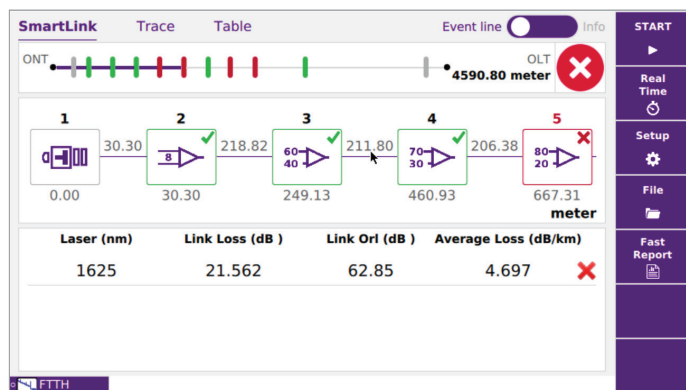 SmartLink Trace Table Event line Info
ONT OLT
4590.80 meter
1 2 3 4 5
8 60 40 70 30 80 20
30.30 218.82 211.80 206.38
0.00 30.30 249.13 460.93 667.31
meter
Laser (nm) Link Loss (dB ) Link Orl (dB ) Average Loss (dB/km)
1625 21.562 62.85 4.697
FTTH
START
Real
Time
Setup
File
Fast
Report